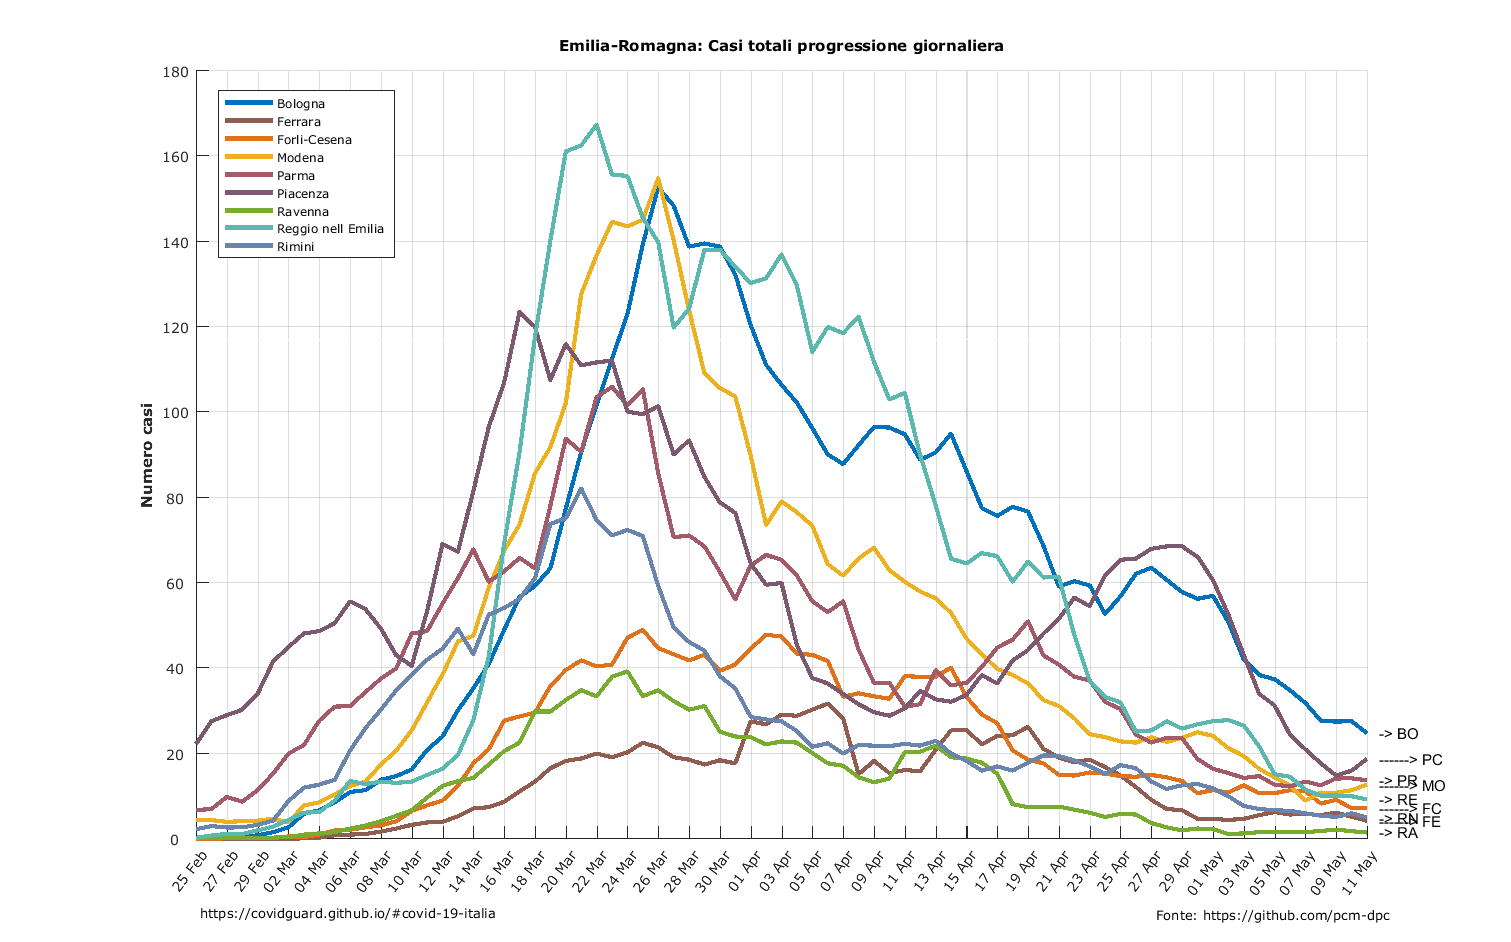 Emilia-Romagna: Casi totali progressione giornaliera
180
160
140
120
100
80
60
40
20
0
Numero casi
Bologna
Ferrara
Forli-Cesena
Modena
Parma
Piacenza
Ravenna
Reggio nell Emilia
Rimini
-> BO
------> PC
-> PR
------> MO
-> RE
------> FC
-> RN
------> FE
-> RA
25 Feb
27 Feb
29 Feb
02 Mar
04 Mar
06 Mar
08 Mar
10 Mar
12 Mar
14 Mar
16 Mar
18 Mar
20 Mar
22 Mar
24 Mar
26 Mar
28 Mar
30 Mar
01 Apr
03 Apr
05 Apr
07 Apr
09 Apr
11 Apr
13 Apr
15 Apr
17 Apr
19 Apr
21 Apr
23 Apr
25 Apr
27 Apr
29 Apr
01 May
03 May
05 May
07 May
09 May
11 May
https://covidguard.github.io/#covid-19-italia
Fonte: https://github.com/pcm-dpc